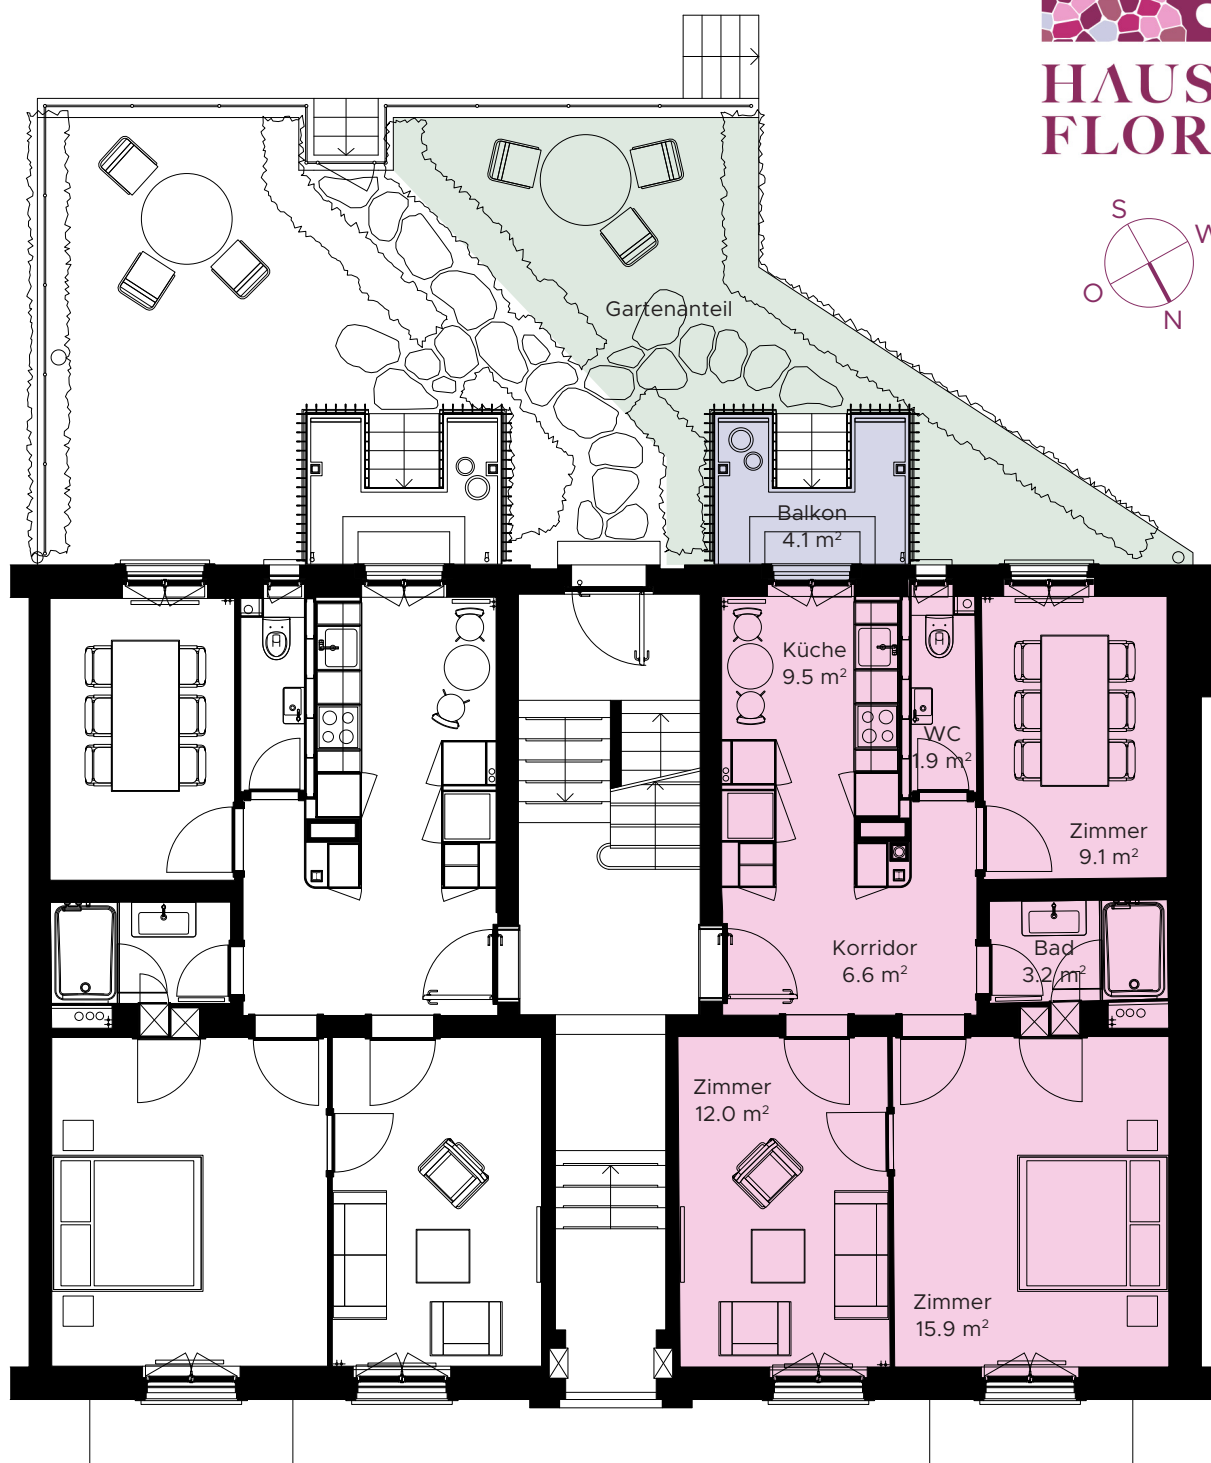 HAUS
FLOR
S
W
O
N
Gartenanteil
Balkon
4.1 m²
Küche
9.5 m²
WC
1.9 m²
Zimmer
9.1 m²
Korridor
6.6 m²
Bad
3.2 m²
Zimmer
12.0 m²
Zimmer
15.9 m²